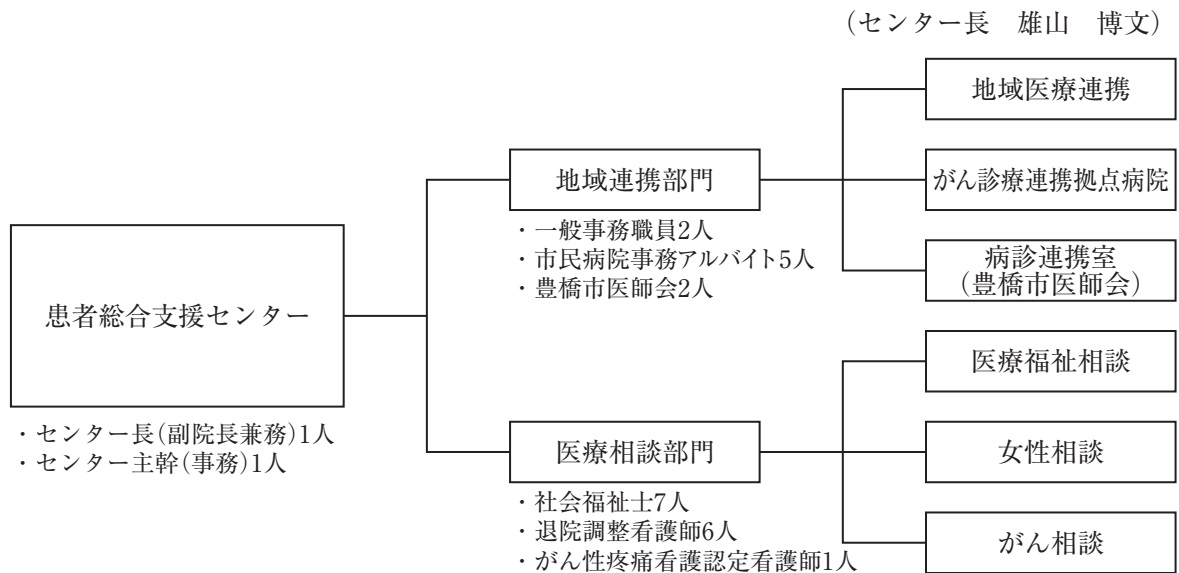 (センター長　雄山　博文)
患者総合支援センター
・センター長(副院長兼務)1人
・センター主幹(事務)1人
地域連携部門
・一般事務職員2人
・市民病院事務アルバイト5人
・豊橋市医師会2人
地域医療連携
がん診療連携拠点病院
病診連携室
(豊橋市医師会)
医療相談部門
・社会福祉士7人
・退院調整看護師6人
・がん性疼痛看護認定看護師1人
医療福祉相談
女性相談
がん相談